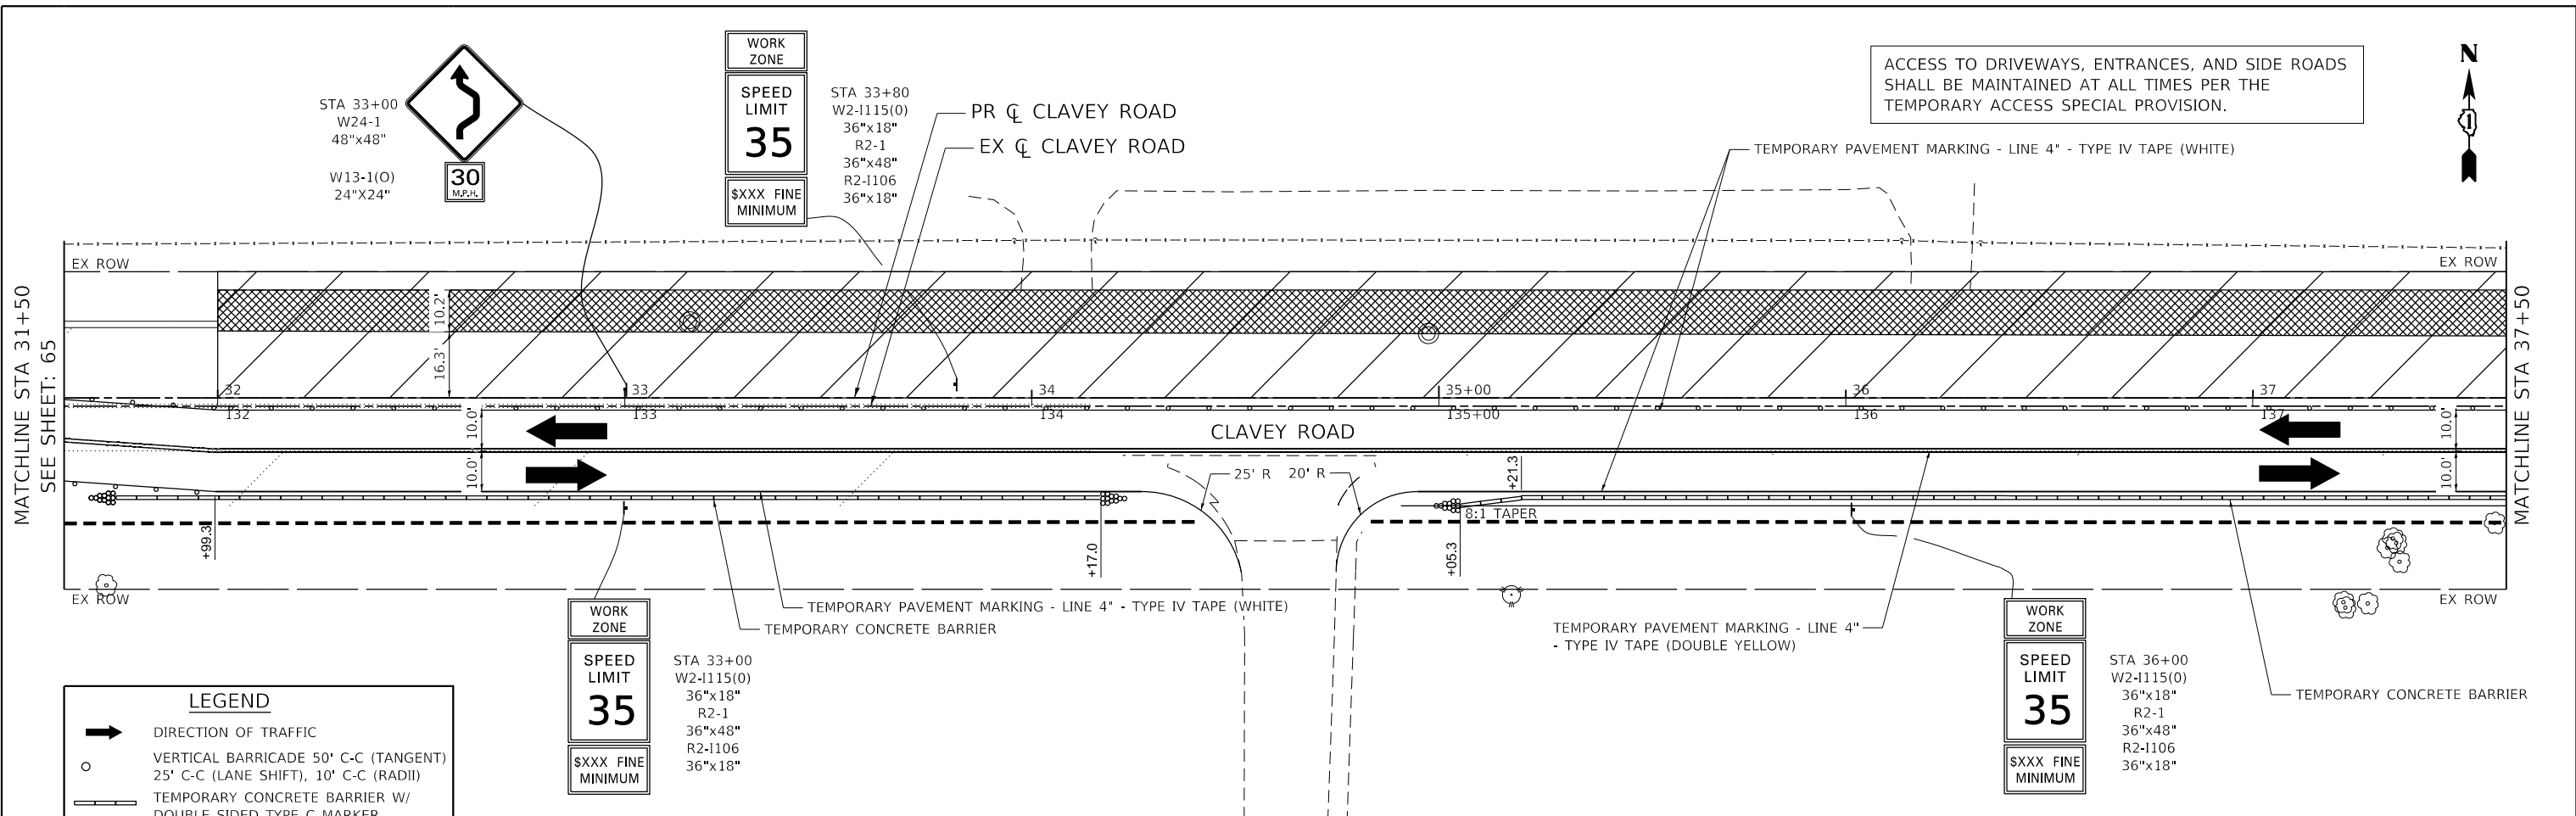 STA 33+00
W24-1
48"x48"
W13-1(O)
24"X24"
30
M.P.H.
WORK
ZONE
SPEED
LIMIT
35
$XXX FINE
MINIMUM
STA 33+80
W2-I115(0)
36"x18"
R2-1
36"x48"
R2-I106
36"x18"
PR ℄ CLAVEY ROAD
EX ℄ CLAVEY ROAD
ACCESS TO DRIVEWAYS, ENTRANCES, AND SIDE ROADS
SHALL BE MAINTAINED AT ALL TIMES PER THE
TEMPORARY ACCESS SPECIAL PROVISION.
N
1
TEMPORARY PAVEMENT MARKING - LINE 4" - TYPE IV TAPE (WHITE)
EX ROW
EX ROW
MATCHLINE STA 31+50
SEE SHEET: 65
10.2'
16.3'
32
33
34
35+00
36
37
132
133
134
135+00
136
137
10.0'
10.0'
CLAVEY ROAD
10.0'
10.0'
MATCHLINE STA 37+50
25' R
20' R
+21.3
8:1 TAPER
+99.3
+17.0
+05.3
EX ROW
EX ROW
TEMPORARY PAVEMENT MARKING - LINE 4" - TYPE IV TAPE (WHITE)
TEMPORARY CONCRETE BARRIER
WORK
ZONE
SPEED
LIMIT
35
$XXX FINE
MINIMUM
STA 33+00
W2-I115(0)
36"x18"
R2-1
36"x48"
R2-I106
36"x18"
TEMPORARY PAVEMENT MARKING - LINE 4"
- TYPE IV TAPE (DOUBLE YELLOW)
WORK
ZONE
SPEED
LIMIT
35
$XXX FINE
MINIMUM
STA 36+00
W2-I115(0)
36"x18"
R2-1
36"x48"
R2-I106
36"x18"
TEMPORARY CONCRETE BARRIER
LEGEND
DIRECTION OF TRAFFIC
VERTICAL BARRICADE 50' C-C (TANGENT)
25' C-C (LANE SHIFT), 10' C-C (RADII)
TEMPORARY CONCRETE BARRIER W/
DOUBLE SIDED TYPE C MARKER